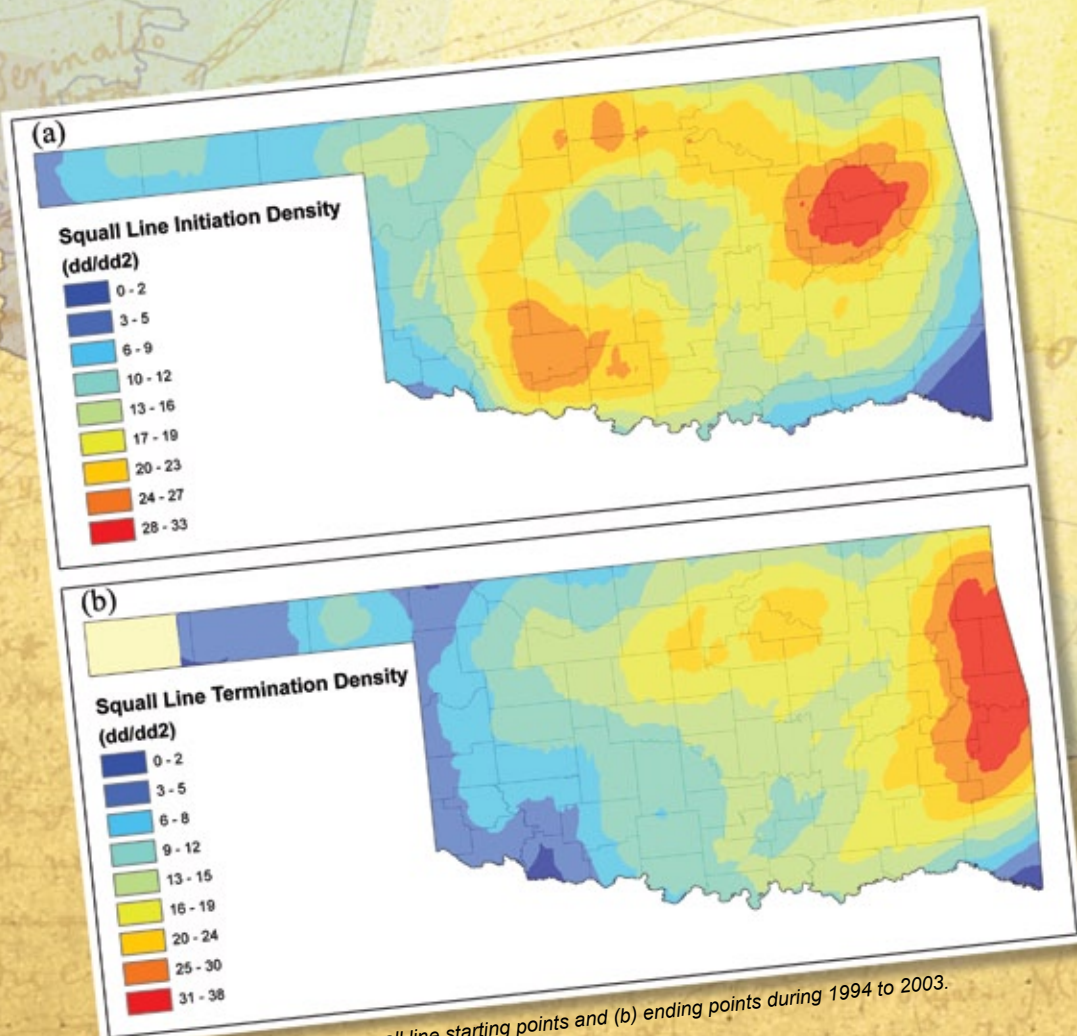 (a)
Squall Line Initiation Density
(dd/dd2)
0 - 2
3 - 5
6 - 9
10 - 12
13 - 16
17 - 19
20 - 23
24 - 27
28 - 33
(b)
Squall Line Termination Density
(dd/dd2)
0 - 2
3 - 5
6 - 8
9 - 12
13 - 15
16 - 19
20 - 24
25 - 30
31 - 38
line starting points and (b) ending points during 1994 to 2003.